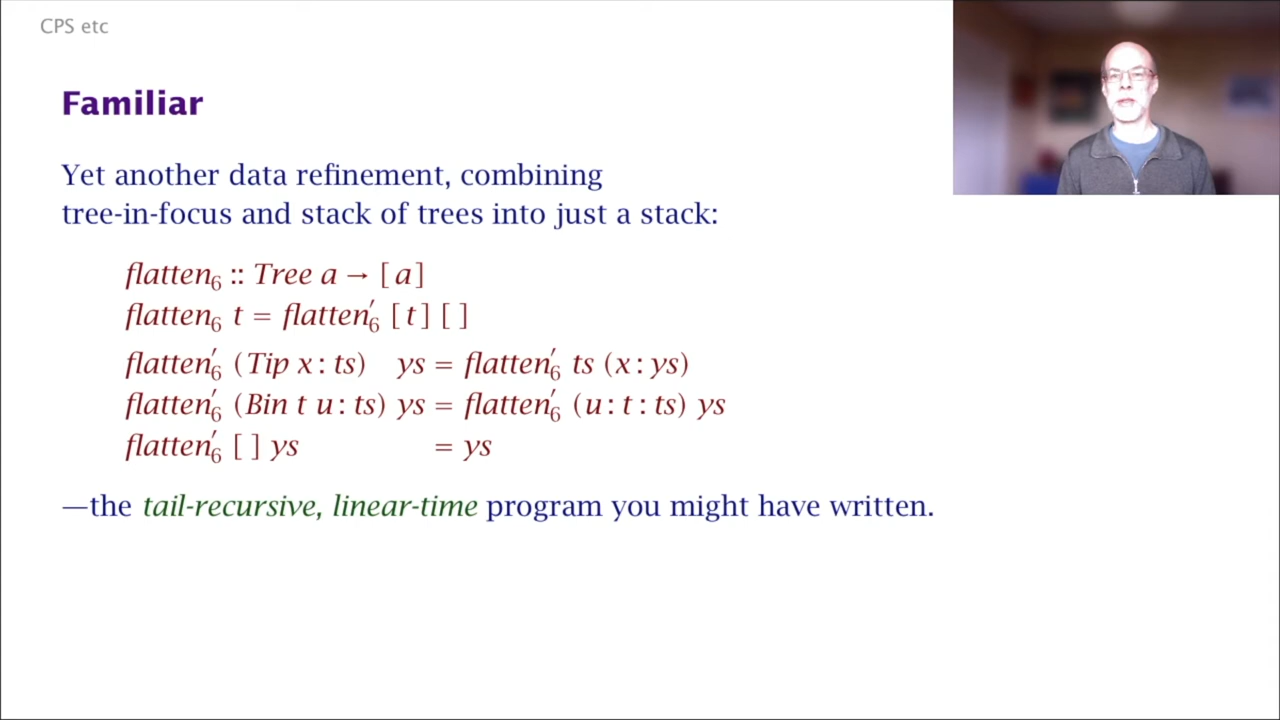 CPS etc
Familiar
Yet another data refinement, combining
tree-in-focus and stack of trees into just a stack:
flatten₆ :: Tree a → [a]
flatten₆ t = flatten′₆ [t] [ ]
flatten′₆ (Tip x : ts) ys = flatten′₆ ts (x : ys)
flatten′₆ (Bin t u : ts) ys = flatten′₆ (u : t : ts) ys
flatten′₆ [ ] ys = ys
—the tail-recursive, linear-time program you might have written.